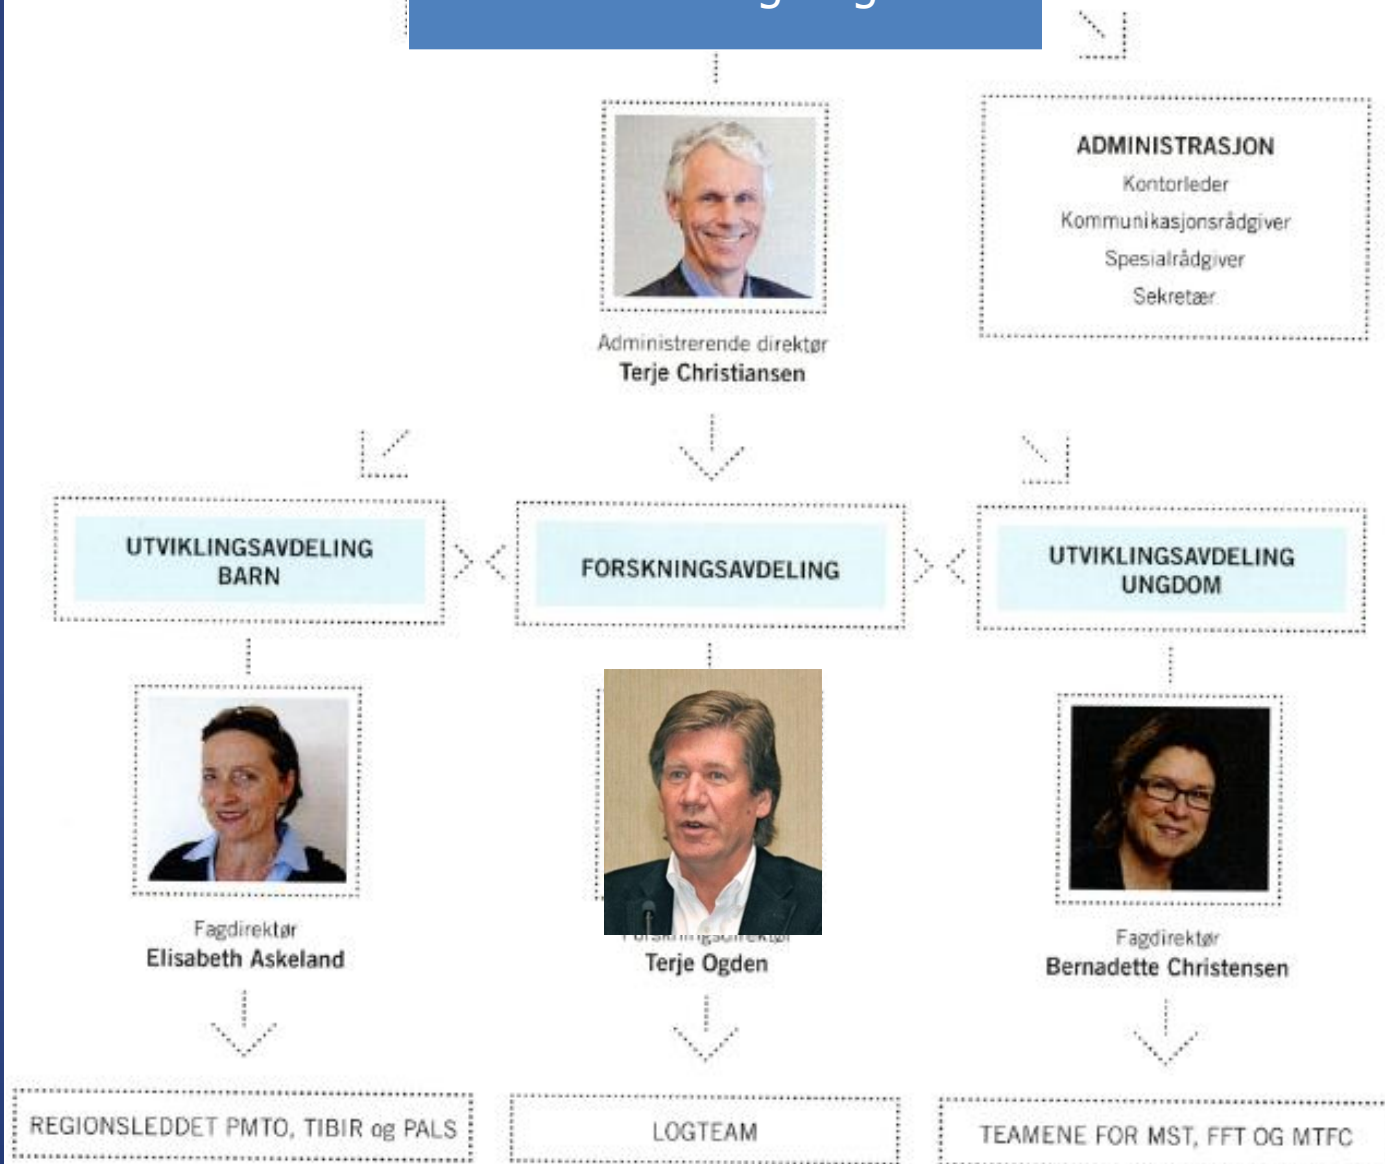 ADMINISTRASJON
Kontorleder
Kommunikasjonsrådgiver
Spesialrådgiver
Sekretær
Administrerende direktør
Terje Christiansen
UTVIKLINGSAVDELING
BARN
FORSKNINGSAVDELING
UTVIKLINGSAVDELING
UNGDOM
Fagdirektør
Elisabeth Askeland
Forskningsdirektør
Terje Ogden
Fagdirektør
Bernadette Christensen
REGIONSLEDDET PMTO, TIBIR og PALS
LOGTEAM
TEAMENE FOR MST, FFT OG MTFC